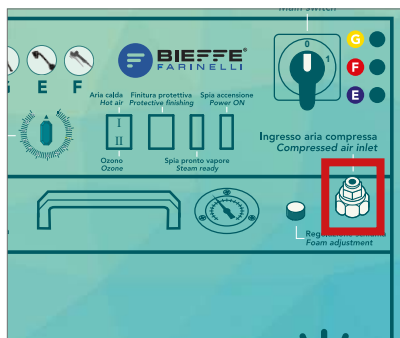 Main switch
0
1
G
F
E
BIEFFE®
FARINELLI
G E F
Aria calda
Hot air
Finitura protettiva
Protective finishing
Spia accensione
Power ON
I
II
Ozono
Ozone
Spia pronto vapore
Steam ready
Ingresso aria compressa
Compressed air inlet
Foam adjustment